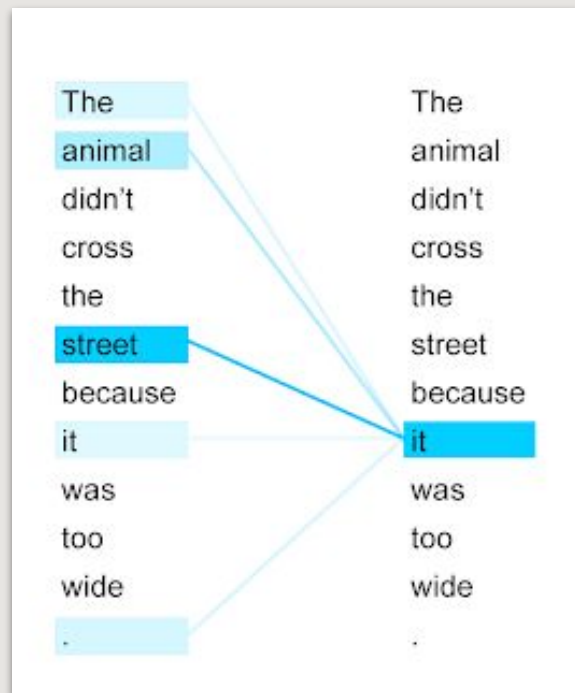 The
animal
didn't
cross
the
street
because
it
was
too
wide
.
The
animal
didn't
cross
the
street
because
it
was
too
wide
.